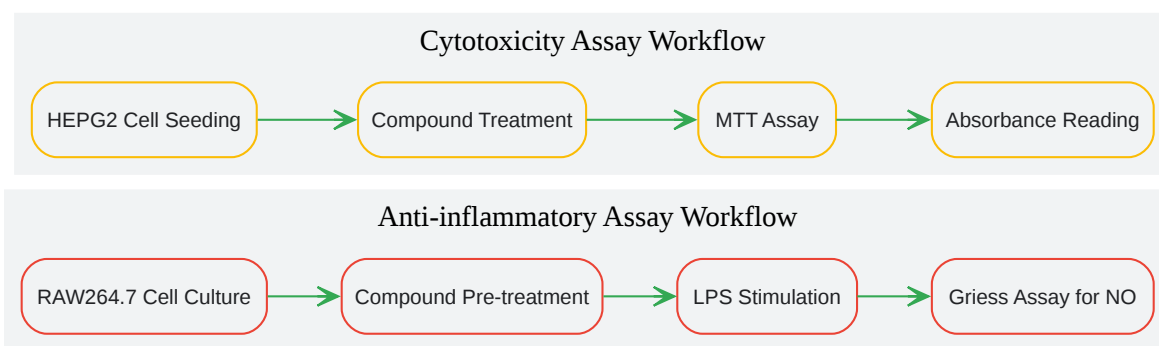 Cytotoxicity Assay Workflow
HEPG2 Cell Seeding
Compound Treatment
MTT Assay
Absorbance Reading
Anti-inflammatory Assay Workflow
RAW264.7 Cell Culture
Compound Pre-treatment
LPS Stimulation
Griess Assay for NO